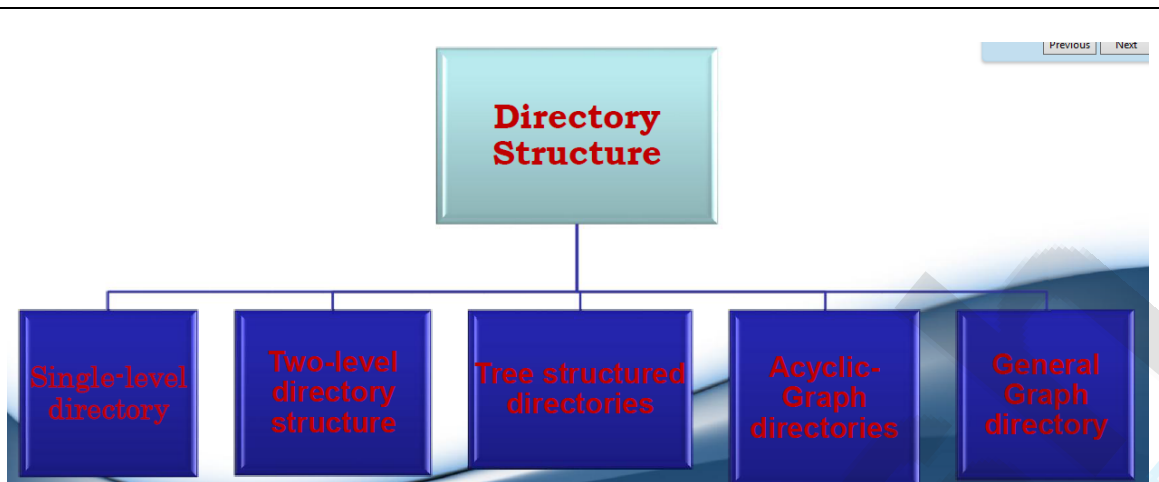 Previous Next
Directory
Structure
Single-level
directory
Two-level
directory
structure
Tree structured
directories
Acyclic-
Graph
directories
General
Graph
directory